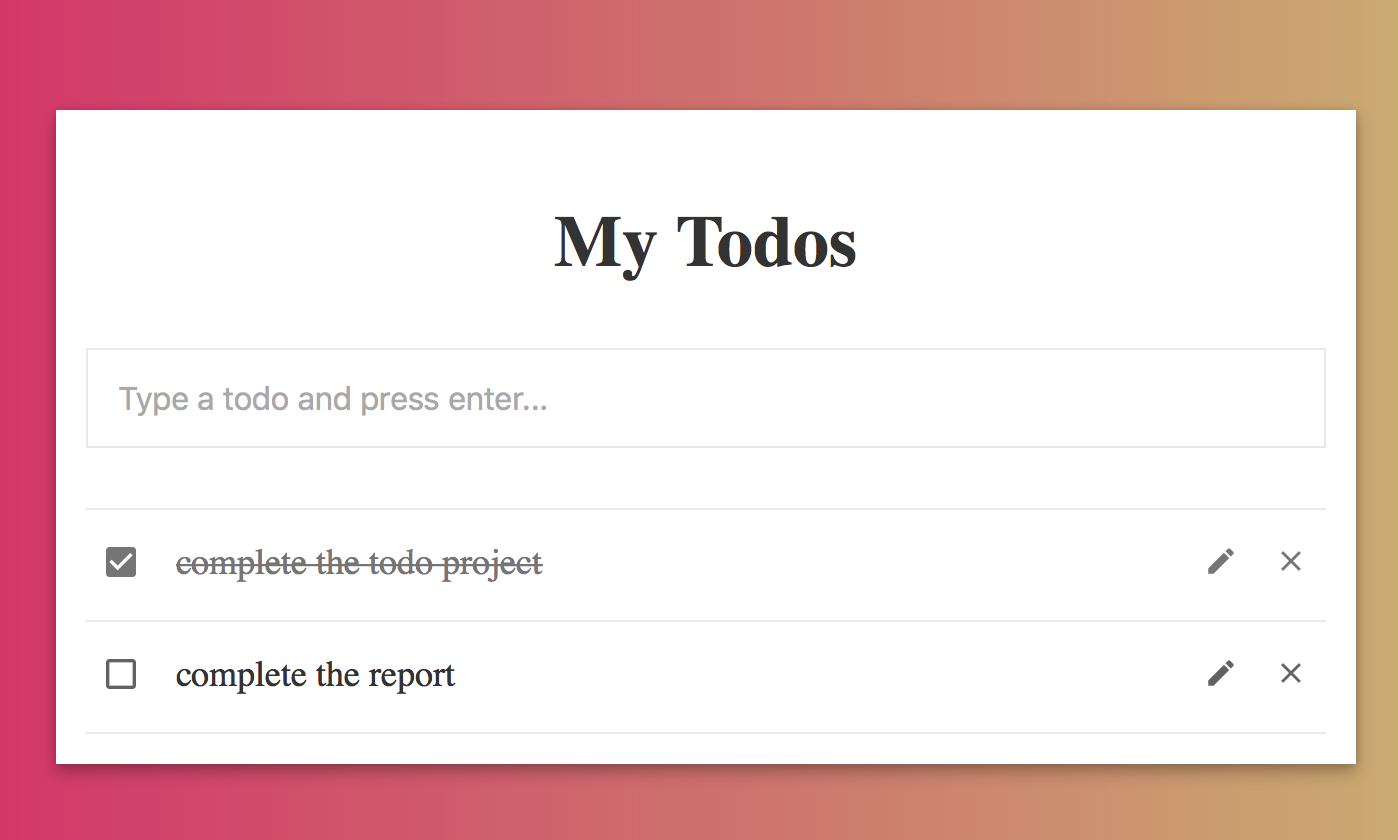 My Todos
Type a todo and press enter...
complete the todo project
complete the report